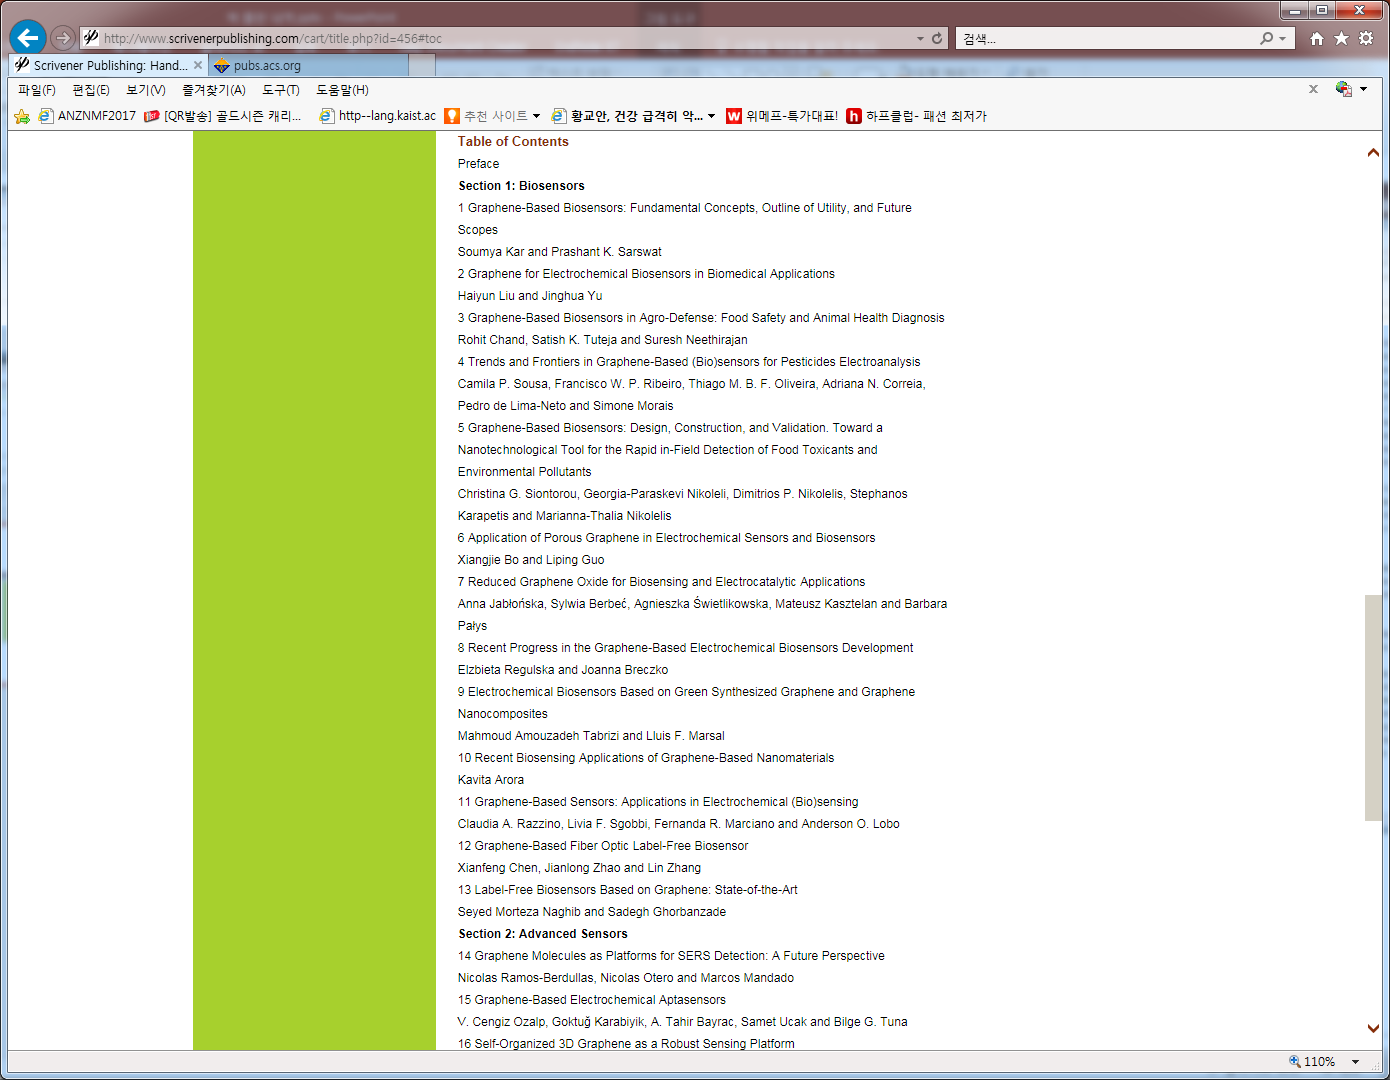 http://www.scrivenerpublishing.com/cart/title.php?id=456#toc
검색...
Scrivener Publishing: Hand...
pubs.acs.org
파일(F) 편집(E) 보기(V) 즐겨찾기(A) 도구(T) 도움말(H)
ANZNMF2017 [QR발송] 골드시즌 캐리... http--lang.kaist.ac 추천 사이트 황교안, 건강 급격히 악... 위메프-특가대표! 하프클럽- 패션 최저가
Table of Contents
Preface
Section 1: Biosensors
1 Graphene-Based Biosensors: Fundamental Concepts, Outline of Utility, and Future
Scopes
Soumya Kar and Prashant K. Sarswat
2 Graphene for Electrochemical Biosensors in Biomedical Applications
Haiyun Liu and Jinghua Yu
3 Graphene-Based Biosensors in Agro-Defense: Food Safety and Animal Health Diagnosis
Rohit Chand, Satish K. Tuteja and Suresh Neethirajan
4 Trends and Frontiers in Graphene-Based (Bio)sensors for Pesticides Electroanalysis
Camila P. Sousa, Francisco W. P. Ribeiro, Thiago M. B. F. Oliveira, Adriana N. Correia,
Pedro de Lima-Neto and Simone Morais
5 Graphene-Based Biosensors: Design, Construction, and Validation. Toward a
Nanotechnological Tool for the Rapid in-Field Detection of Food Toxicants and
Environmental Pollutants
Christina G. Siontorou, Georgia-Paraskevi Nikoleli, Dimitrios P. Nikolelis, Stephanos
Karapetis and Marianna-Thalia Nikolelis
6 Application of Porous Graphene in Electrochemical Sensors and Biosensors
Xiangjie Bo and Liping Guo
7 Reduced Graphene Oxide for Biosensing and Electrocatalytic Applications
Anna Jabłońska, Sylwia Berbeć, Agnieszka Świetlikowska, Mateusz Kasztelan and Barbara
Pałys
8 Recent Progress in the Graphene-Based Electrochemical Biosensors Development
Elzbieta Regulska and Joanna Breczko
9 Electrochemical Biosensors Based on Green Synthesized Graphene and Graphene
Nanocomposites
Mahmoud Amouzadeh Tabrizi and Lluis F. Marsal
10 Recent Biosensing Applications of Graphene-Based Nanomaterials
Kavita Arora
11 Graphene-Based Sensors: Applications in Electrochemical (Bio)sensing
Claudia A. Razzino, Livia F. Sgobbi, Fernanda R. Marciano and Anderson O. Lobo
12 Graphene-Based Fiber Optic Label-Free Biosensor
Xianfeng Chen, Jianlong Zhao and Lin Zhang
13 Label-Free Biosensors Based on Graphene: State-of-the-Art
Seyed Morteza Naghib and Sadegh Ghorbanzade
Section 2: Advanced Sensors
14 Graphene Molecules as Platforms for SERS Detection: A Future Perspective
Nicolas Ramos-Berdullas, Nicolas Otero and Marcos Mandado
15 Graphene-Based Electrochemical Aptasensors
V. Cengiz Ozalp, Goktuğ Karabiyik, A. Tahir Bayrac, Samet Ucak and Bilge G. Tuna
16 Self-Organized 3D Graphene as a Robust Sensing Platform
110%